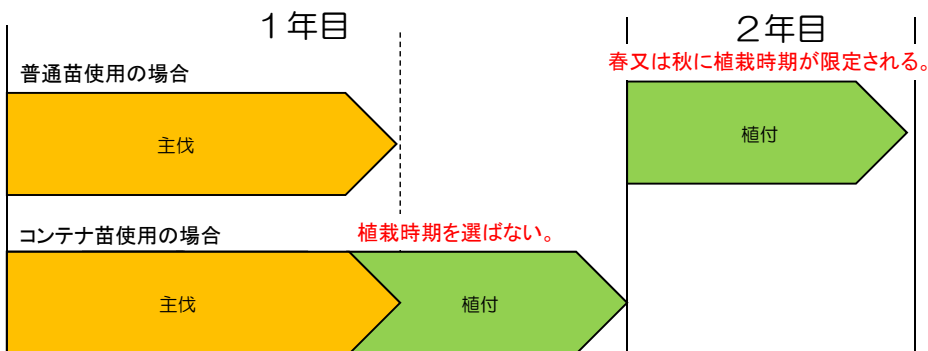 １年目
２年目
普通苗使用の場合
春又は秋に植栽時期が限定される。
主伐
植付
コンテナ苗使用の場合
植栽時期を選ばない。
主伐
植付